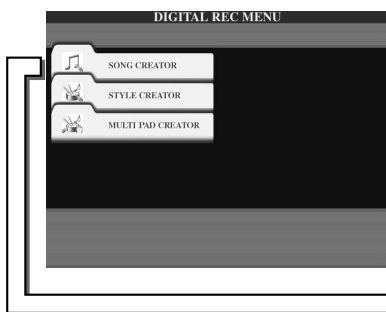 DIGITAL REC MENU
SONG CREATOR
STYLE CREATOR
MULTI PAD CREATOR